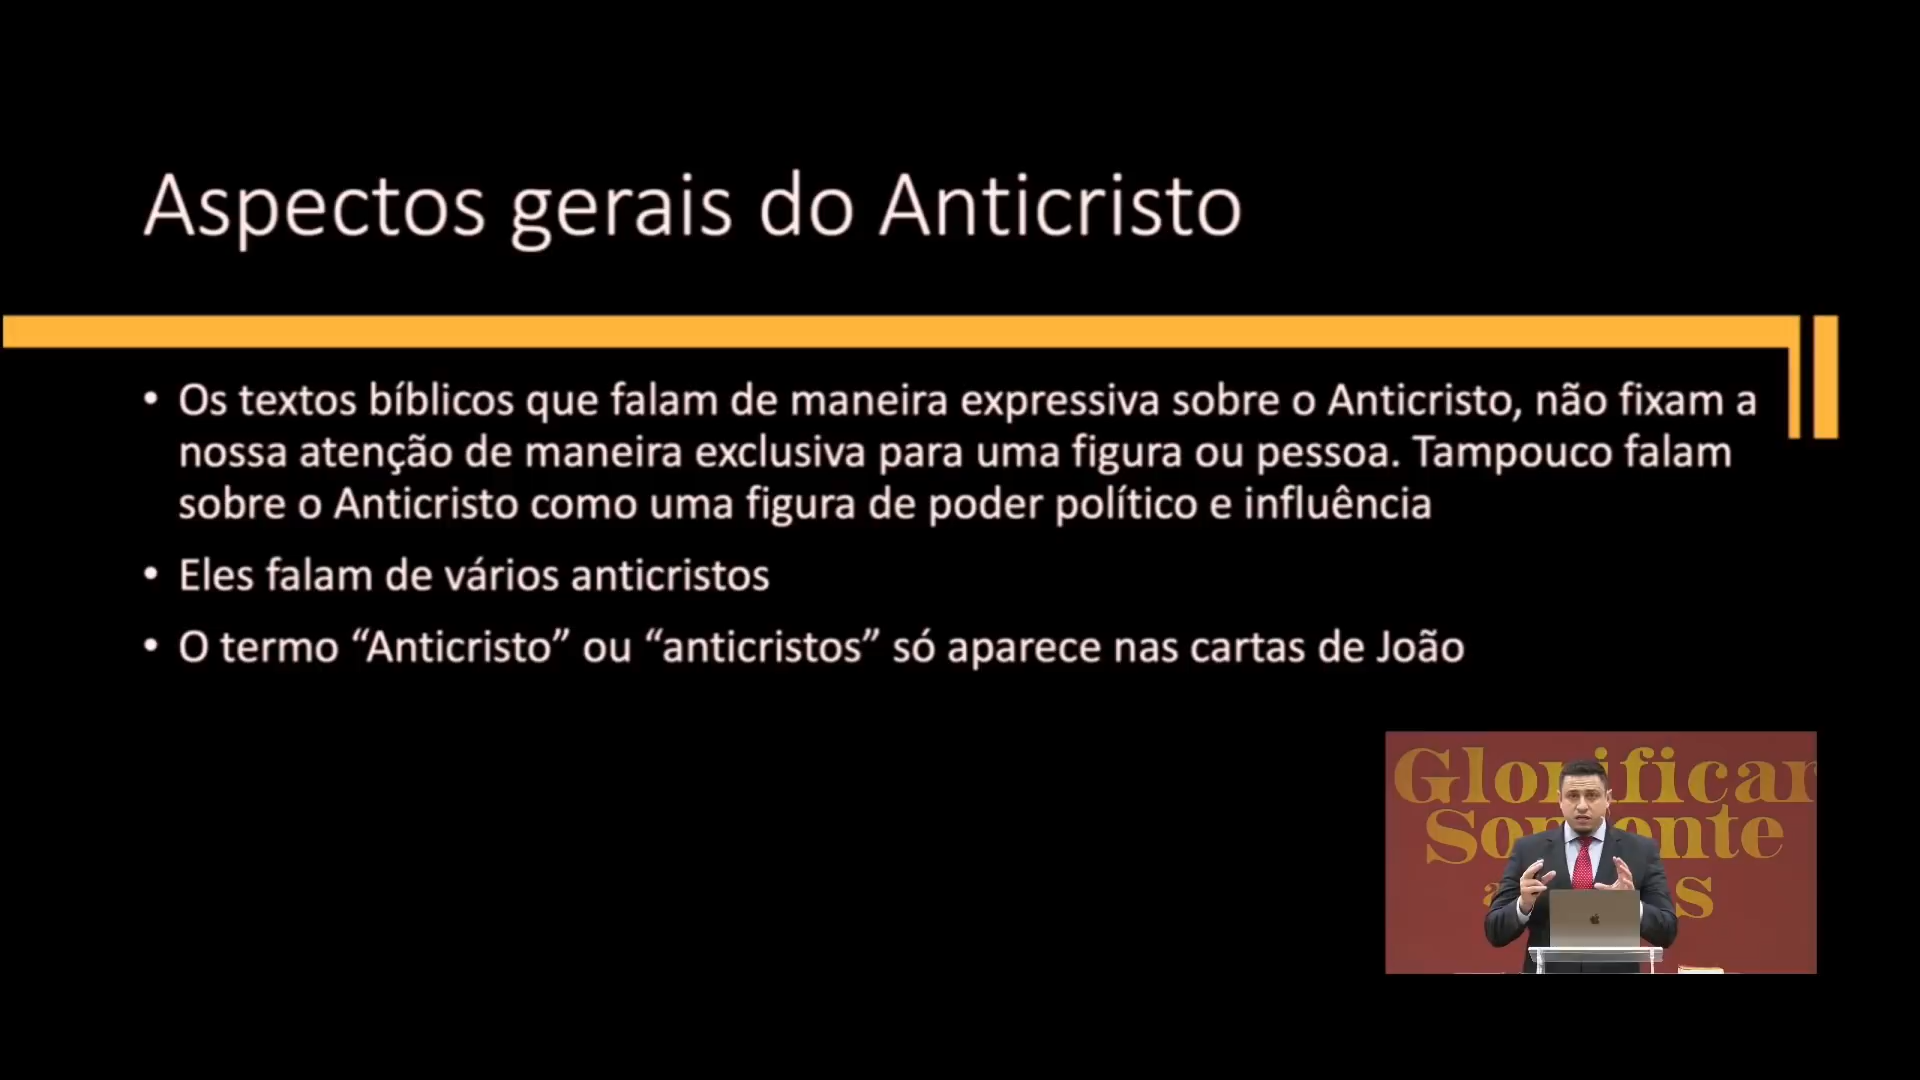 Aspectos gerais do Anticristo
• Os textos bíblicos que falam de maneira expressiva sobre o Anticristo, não fixam a
nossa atenção de maneira exclusiva para uma figura ou pessoa. Tampouco falam
sobre o Anticristo como uma figura de poder político e influência
• Eles falam de vários anticristos
• O termo “Anticristo” ou “anticristos” só aparece nas cartas de João
Glorificar
Somente